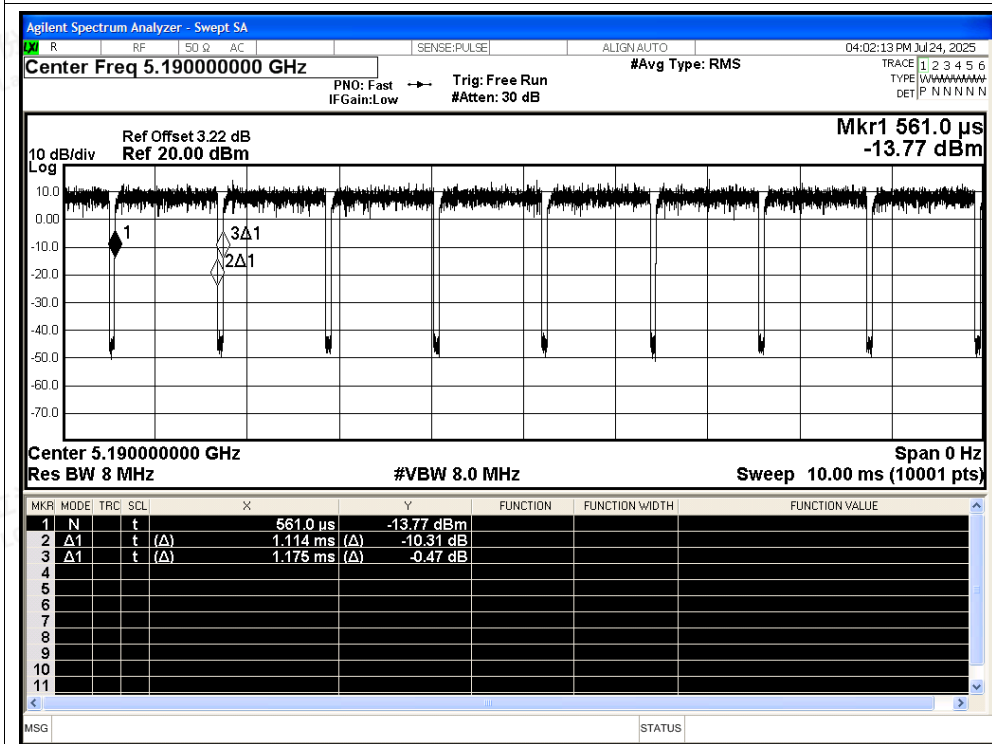 Agilent Spectrum Analyzer - Swept SA
LXI R RF 50 Ω AC SENSE:PULSE ALIGN AUTO 04:02:13 PM Jul 24, 2025
Center Freq 5.190000000 GHz #Avg Type: RMS TRACE 1 2 3 4 5 6
PNO: Fast Trig: Free Run TYPE
IFGain:Low #Atten: 30 dB DET P N N N N N
Mkr1 561.0 µs
Ref Offset 3.22 dB
10 dB/div Ref 20.00 dBm -13.77 dBm
Log
10.0
0.00
1 3Δ1
-10.0
2Δ1
-20.0
-30.0
-40.0
-50.0
-60.0
-70.0
Center 5.190000000 GHz Span 0 Hz
Res BW 8 MHz #VBW 8.0 MHz Sweep 10.00 ms (10001 pts)
MKR MODE TRC SCL X Y FUNCTION FUNCTION WIDTH FUNCTION VALUE
1 N t 561.0 µs -13.77 dBm
2 Δ1 t (Δ) 1.114 ms (Δ) -10.31 dB
3 Δ1 t (Δ) 1.175 ms (Δ) -0.47 dB
4
5
6
7
8
9
10
11
MSG STATUS